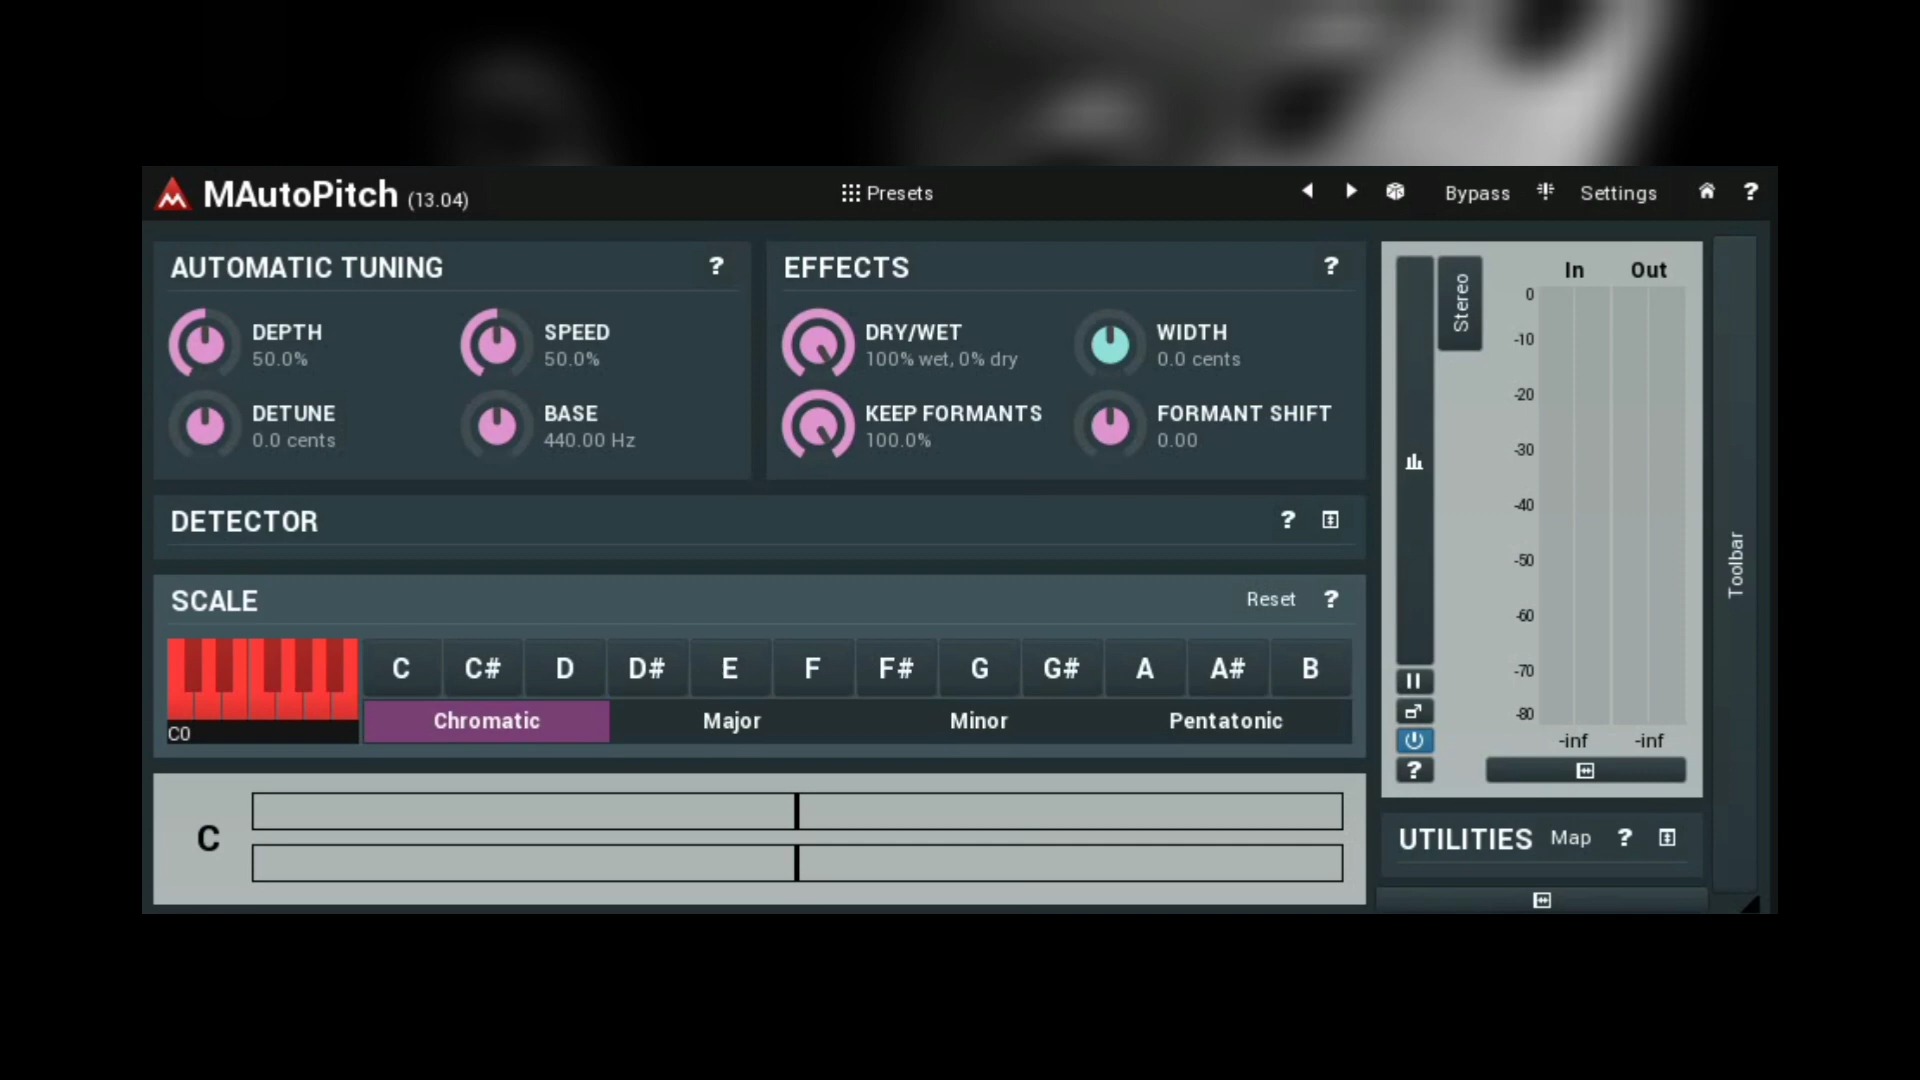 MAutoPitch (13.04)
Presets
Bypass
Settings
?
AUTOMATIC TUNING
?
DEPTH
50.0%
SPEED
50.0%
DETUNE
0.0 cents
BASE
440.00 Hz
EFFECTS
?
DRY/WET
100% wet, 0% dry
WIDTH
0.0 cents
KEEP FORMANTS
100.0%
FORMANT SHIFT
0.00
DETECTOR
?
SCALE
Reset
?
C0
C C# D D# E F F# G G# A A# B
Chromatic Major Minor Pentatonic
C
Stereo
In Out
0
-10
-20
-30
-40
-50
-60
-70
-80
-inf -inf
?
UTILITIES Map ?
Toolbar